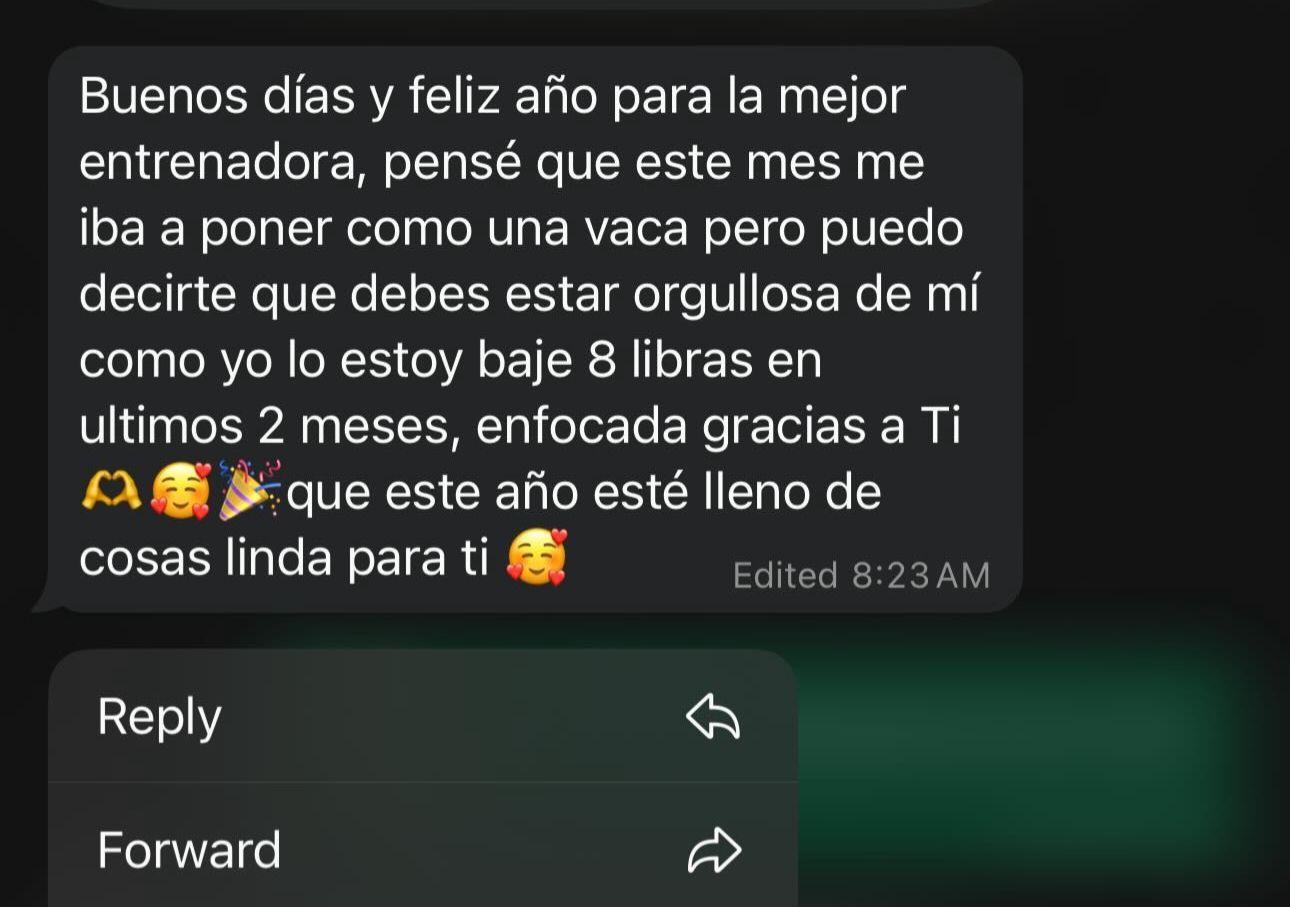 Buenos días y feliz año para la mejor
entrenadora, pensé que este mes me
iba a poner como una vaca pero puedo
decirte que debes estar orgullosa de mí
como yo lo estoy baje 8 libras en
ultimos 2 meses, enfocada gracias a Ti
🫶🥰🎉que este año esté lleno de
cosas linda para ti 🥰
Edited 8:23 AM
Reply
Forward